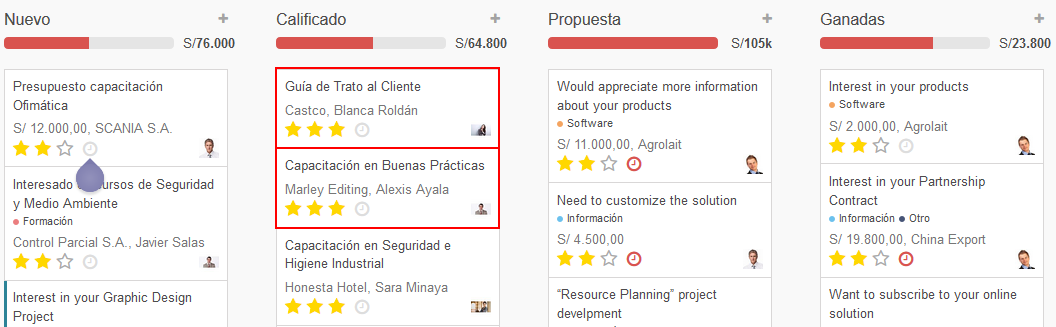 Nuevo +
S/76.000
Presupuesto capacitación
Ofimática
S/ 12.000,00, SCANIA S.A.
Interesado ursos de Seguridad
y Medio Ambiente
Formación
Control Parcial S.A., Javier Salas
Interest in your Graphic Design
Project
Calificado +
S/64.800
Guía de Trato al Cliente
Castco, Blanca Roldán
Capacitación en Buenas Prácticas
Marley Editing, Alexis Ayala
Capacitación en Seguridad e
Higiene Industrial
Honesta Hotel, Sara Minaya
Propuesta +
S/105k
Would appreciate more information
about your products
Software
S/ 11.000,00, Agrolait
Need to customize the solution
Información
S/ 4.500,00
“Resource Planning” project
develpment
Ganadas +
S/23.800
Interest in your products
Software
S/ 2.000,00, Agrolait
Interest in your Partnership
Contract
Información Otro
S/ 19.800,00, China Export
Want to subscribe to your online
solution